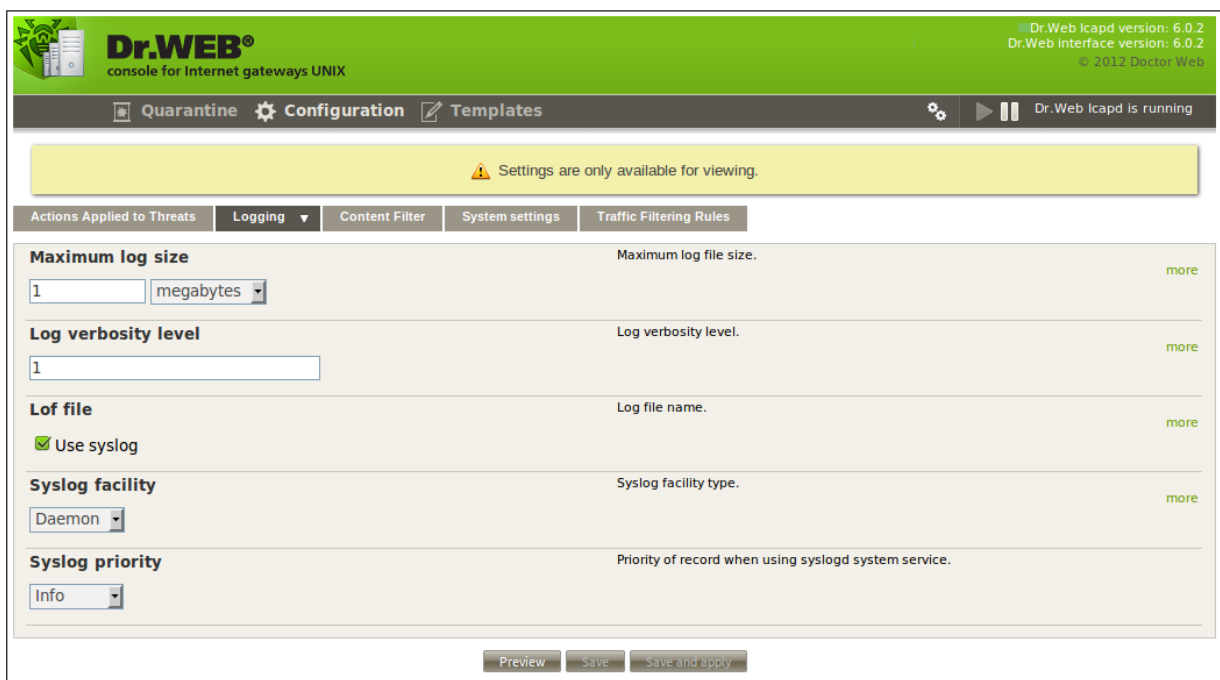 Dr.WEB®
console for Internet gateways UNIX
Dr.Web Icapd version: 6.0.2
Dr.Web interface version: 6.0.2
© 2012 Doctor Web
Quarantine Configuration Templates
Dr.Web Icapd is running
Settings are only available for viewing.
Actions Applied to Threats Logging ▼ Content Filter System settings Traffic Filtering Rules
Maximum log size
Maximum log file size.
more
1 megabytes
Log verbosity level
Log verbosity level.
more
1
Lof file
Log file name.
more
Use syslog
Syslog facility
Syslog facility type.
more
Daemon
Syslog priority
Priority of record when using syslogd system service.
Info
Preview Save Save and apply